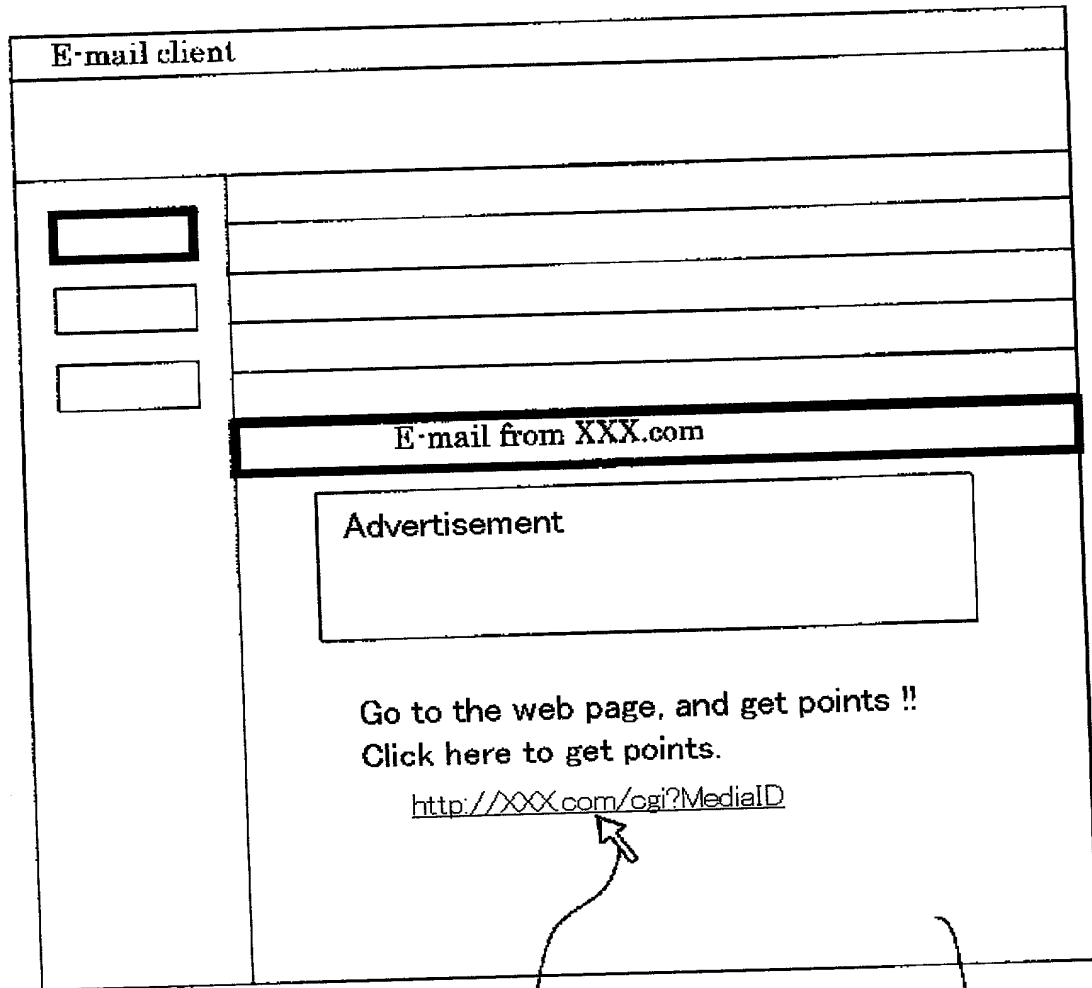 E-mail client
E-mail from XXX.com
Advertisement
Go to the web page, and get points !!
Click here to get points.
http://XXX.com/cgi?MediaID